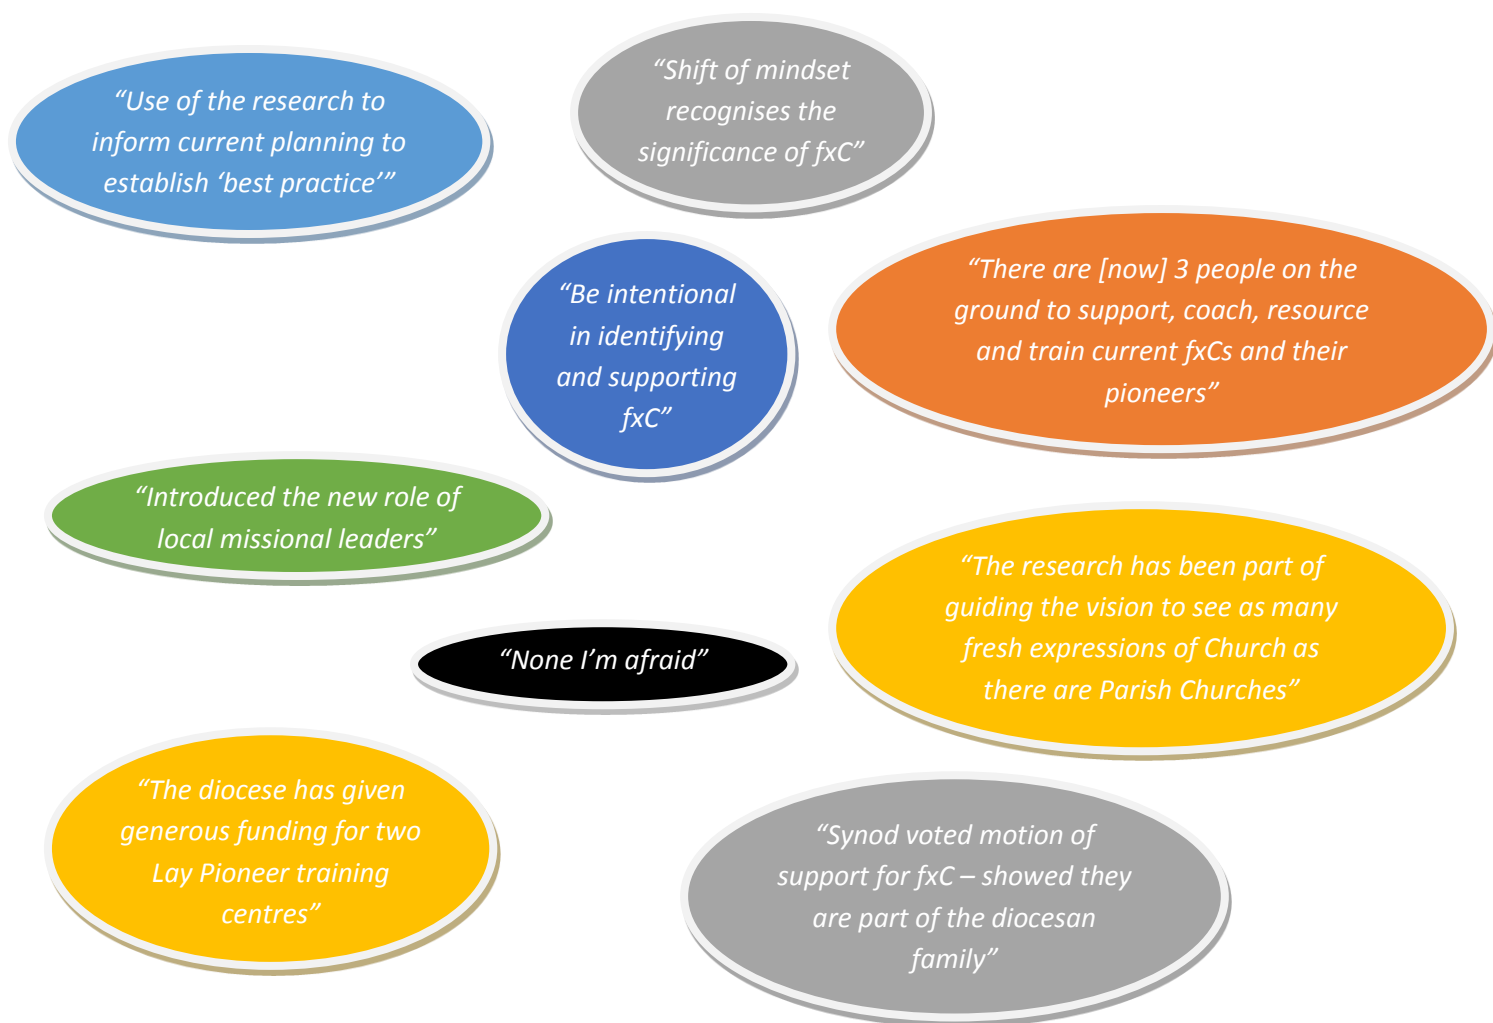 “Use of the research to
inform current planning to
establish ‘best practice’”
“Shift of mindset
recognises the
significance of fxC”
“Be intentional
in identifying
and supporting
fxC”
“There are [now] 3 people on the
ground to support, coach, resource
and train current fxCs and their
pioneers”
“Introduced the new role of
local missional leaders”
“The research has been part of
guiding the vision to see as many
fresh expressions of Church as
there are Parish Churches”
“None I’m afraid”
“The diocese has given
generous funding for two
Lay Pioneer training
centres”
“Synod voted motion of
support for fxC – showed they
are part of the diocesan
family”